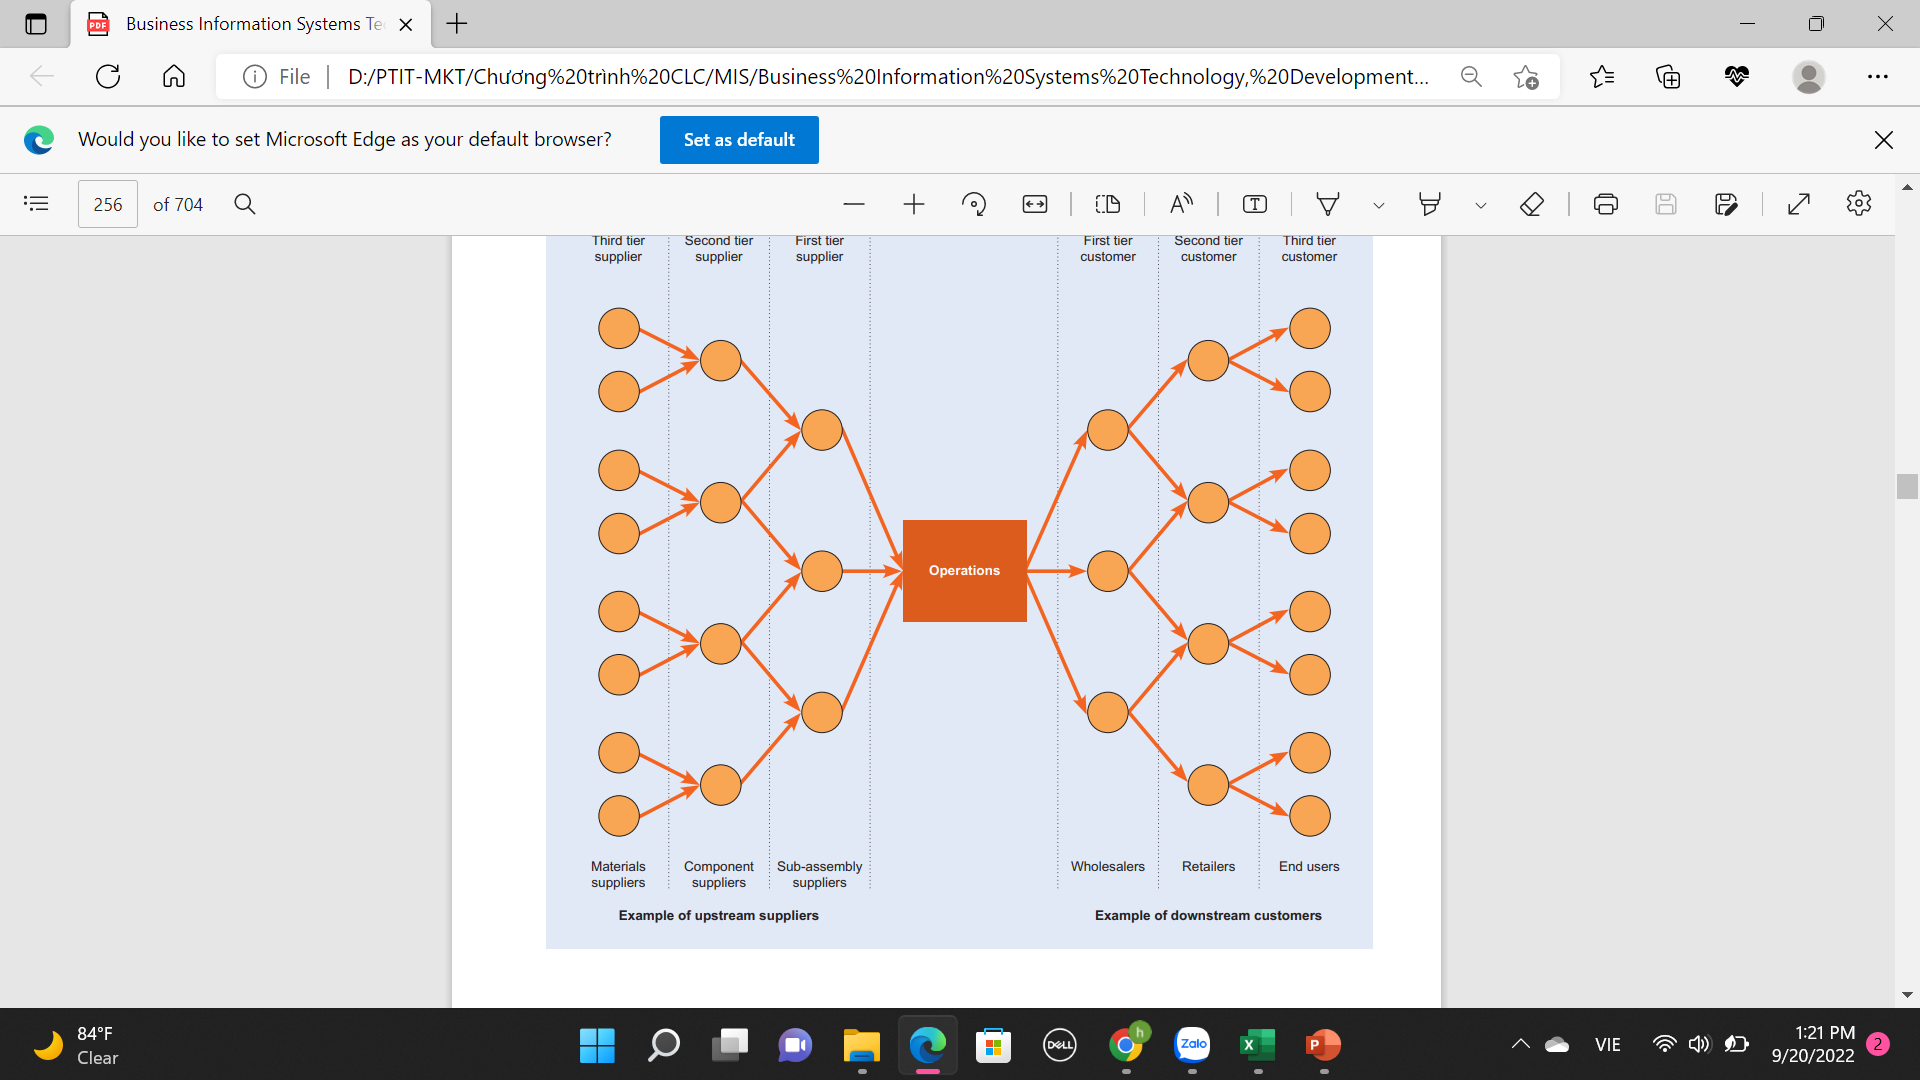 Business Information Systems Te
File
D:/PTIT-MKT/Chương%20trình%20CLC/MIS/Business%20Information%20Systems%20Technology,%20Development...
Would you like to set Microsoft Edge as your default browser?
Set as default
256 of 704
Third tier supplier
Second tier supplier
First tier supplier
First tier customer
Second tier customer
Third tier customer
Operations
Materials suppliers
Component suppliers
Sub-assembly suppliers
Wholesalers
Retailers
End users
Example of upstream suppliers
Example of downstream customers
84°F
Clear
DELL
h
Zalo
X
P
VIE
1:21 PM
9/20/2022
2